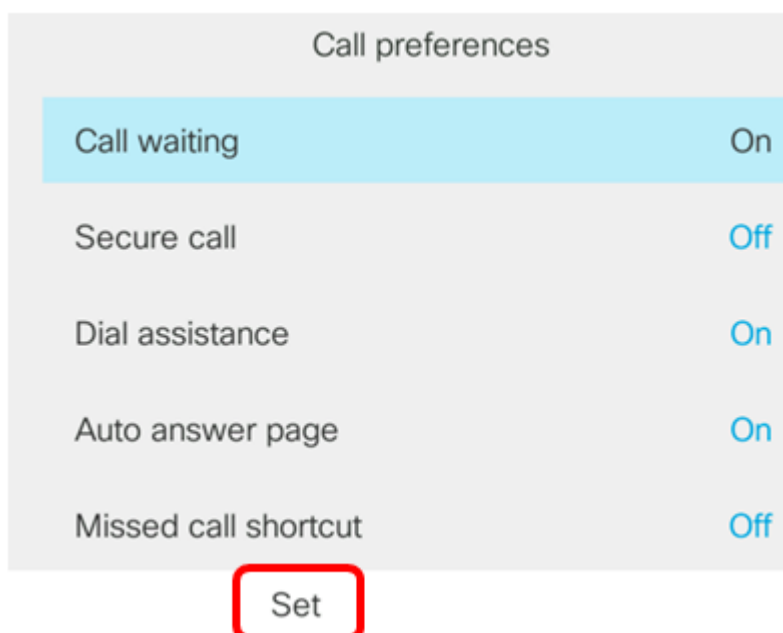 Call preferences
Call waiting On
Secure call Off
Dial assistance On
Auto answer page On
Missed call shortcut Off
Set